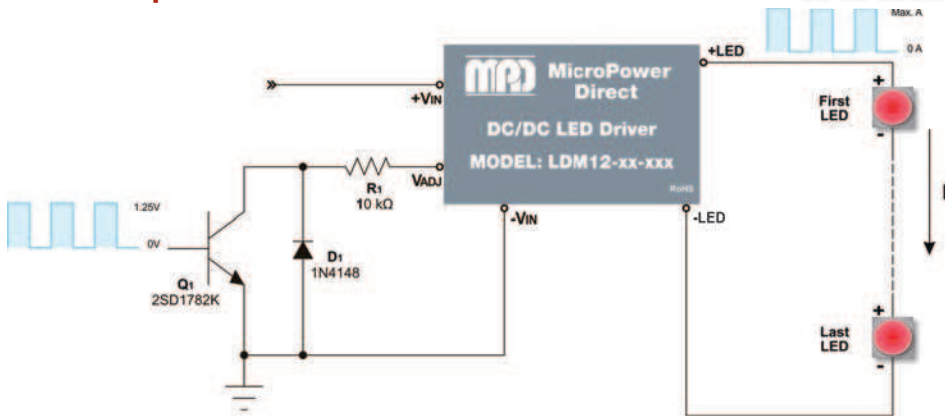 Max. A
0 A
+LED
MPD MicroPower
Direct
DC/DC LED Driver
MODEL: LDM12-xx-xxx
RoHS
+VIN
VADJ
-VIN
-LED
First
LED
+
-
R1
10 kΩ
1.25V
0V
D1
1N4148
Q1
2SD1782K
Last
LED
+
-